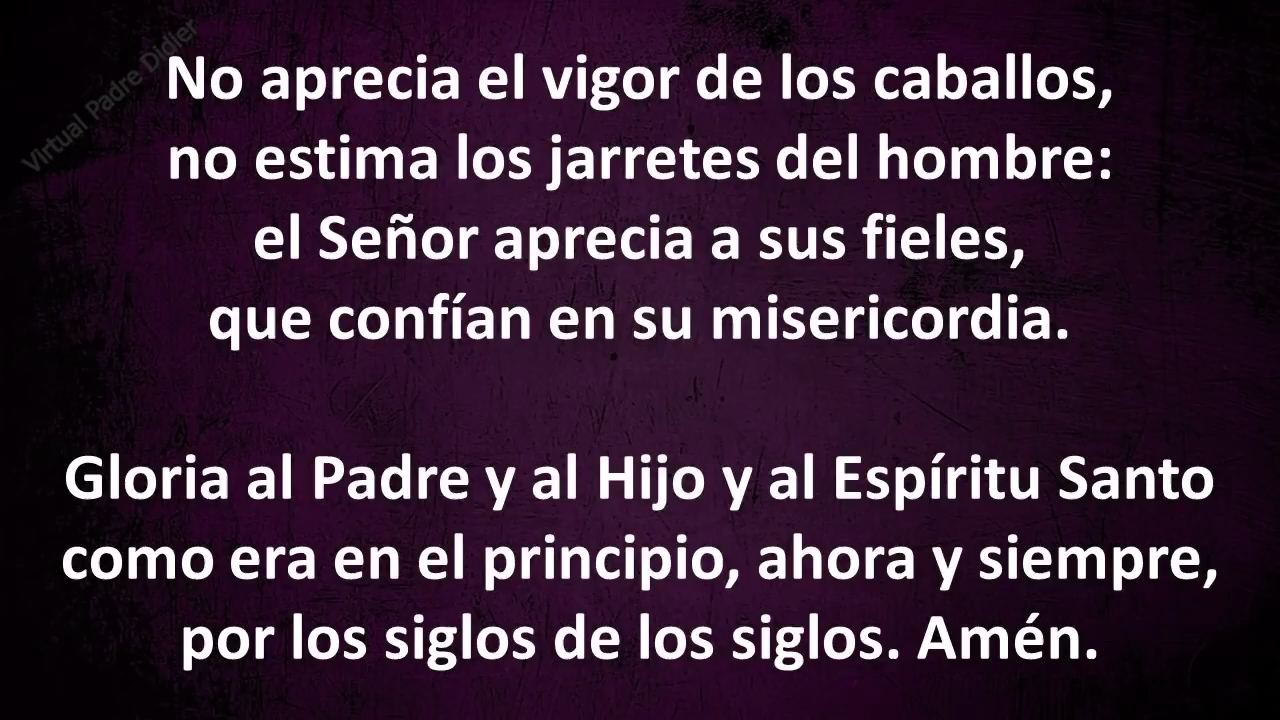 Virtual Padre Didier
No aprecia el vigor de los caballos,
no estima los jarretes del hombre:
el Señor aprecia a sus fieles,
que confían en su misericordia.
Gloria al Padre y al Hijo y al Espíritu Santo
como era en el principio, ahora y siempre,
por los siglos de los siglos. Amén.